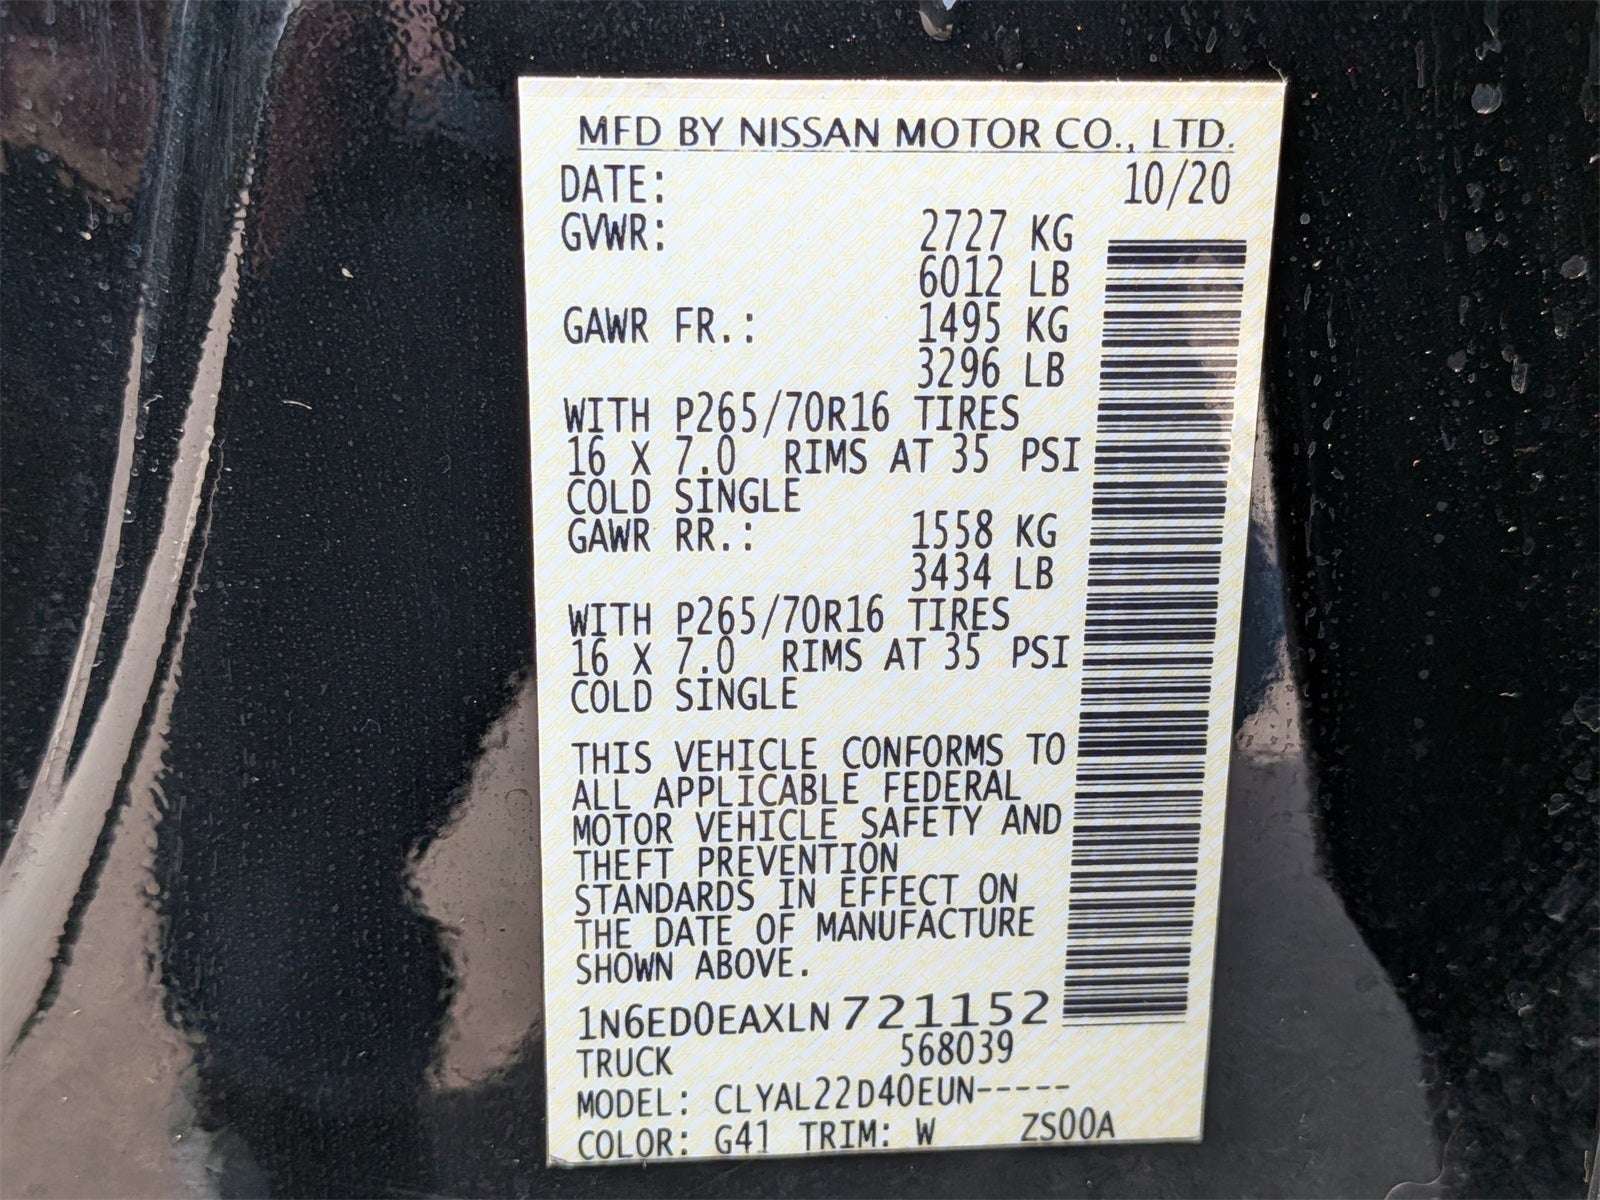 MFD BY NISSAN MOTOR CO., LTD.
DATE: 10/20
GVWR: 2727 KG
6012 LB
GAWR FR.: 1495 KG
3296 LB
WITH P265/70R16 TIRES
16 X 7.0 RIMS AT 35 PSI
COLD SINGLE
GAWR RR.: 1558 KG
3434 LB
WITH P265/70R16 TIRES
16 X 7.0 RIMS AT 35 PSI
COLD SINGLE
THIS VEHICLE CONFORMS TO
ALL APPLICABLE FEDERAL
MOTOR VEHICLE SAFETY AND
THEFT PREVENTION
STANDARDS IN EFFECT ON
THE DATE OF MANUFACTURE
SHOWN ABOVE.
1N6ED0EAXLN721152
TRUCK 568039
MODEL: CLYAL22D40EUN-----
COLOR: G41 TRIM: W ZS00A